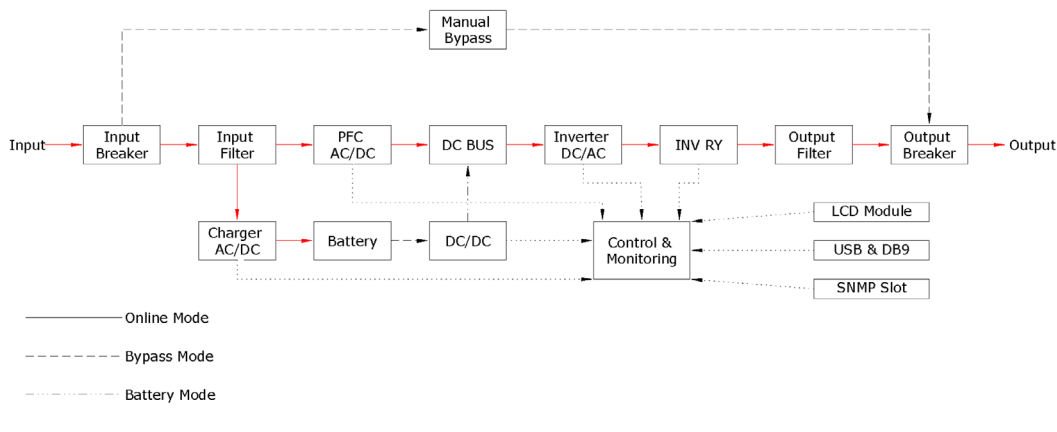 Manual
Bypass
Input
Input
Breaker
Input
Filter
PFC
AC/DC
DC BUS
Inverter
DC/AC
INV RY
Output
Filter
Output
Breaker
Output
Charger
AC/DC
Battery
DC/DC
Control &
Monitoring
LCD Module
USB & DB9
SNMP Slot
Online Mode
Bypass Mode
Battery Mode